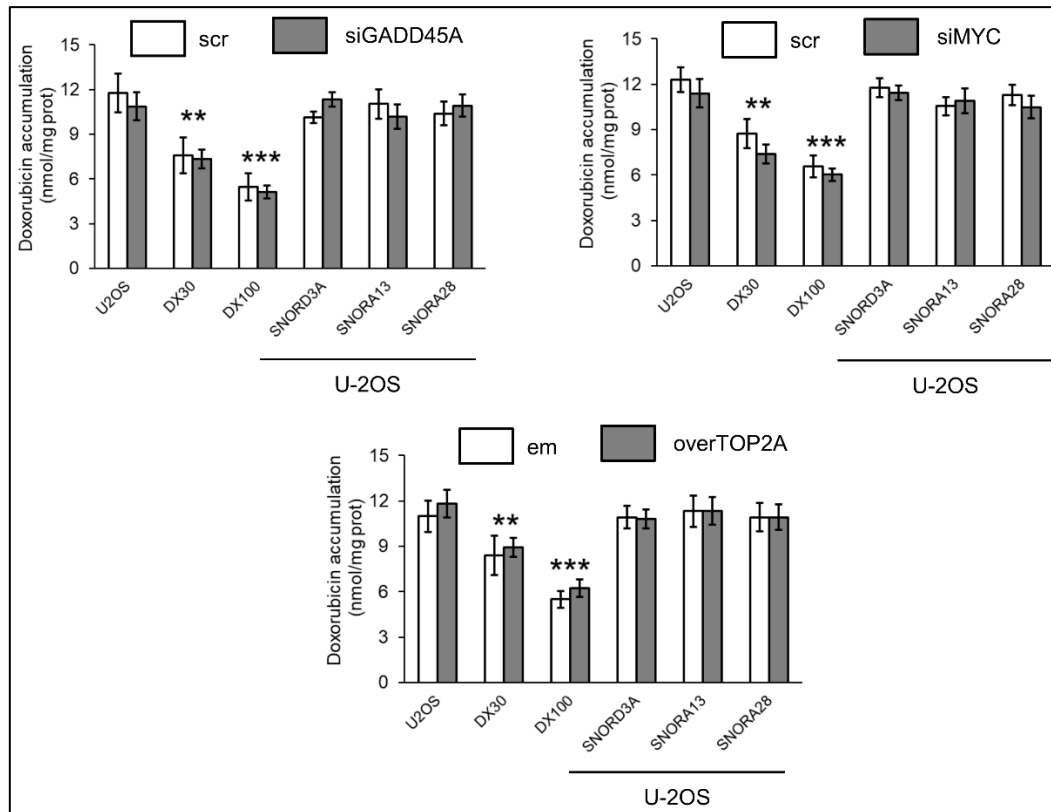 scr siGADD45A
Doxorubicin accumulation
(nmol/mg prot)
15
12
9
6
3
0
**
***
U2OS
DX30
DX100
SNORD3A
SNORA13
SNORA28
U-2OS
scr siMYC
Doxorubicin accumulation
(nmol/mg prot)
15
12
9
6
3
0
**
***
U2OS
DX30
DX100
SNORD3A
SNORA13
SNORA28
U-2OS
em overTOP2A
Doxorubicin accumulation
(nmol/mg prot)
15
12
9
6
3
0
**
***
U2OS
DX30
DX100
SNORD3A
SNORA13
SNORA28
U-2OS